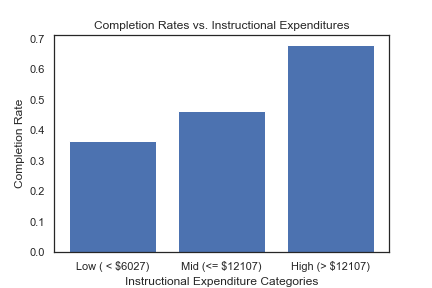 Completion Rates vs. Instructional Expenditures
0.7
0.6
0.5
0.4
0.3
0.2
0.1
0.0
Completion Rate
Low ( < $6027)
Mid (<= $12107)
High (> $12107)
Instructional Expenditure Categories